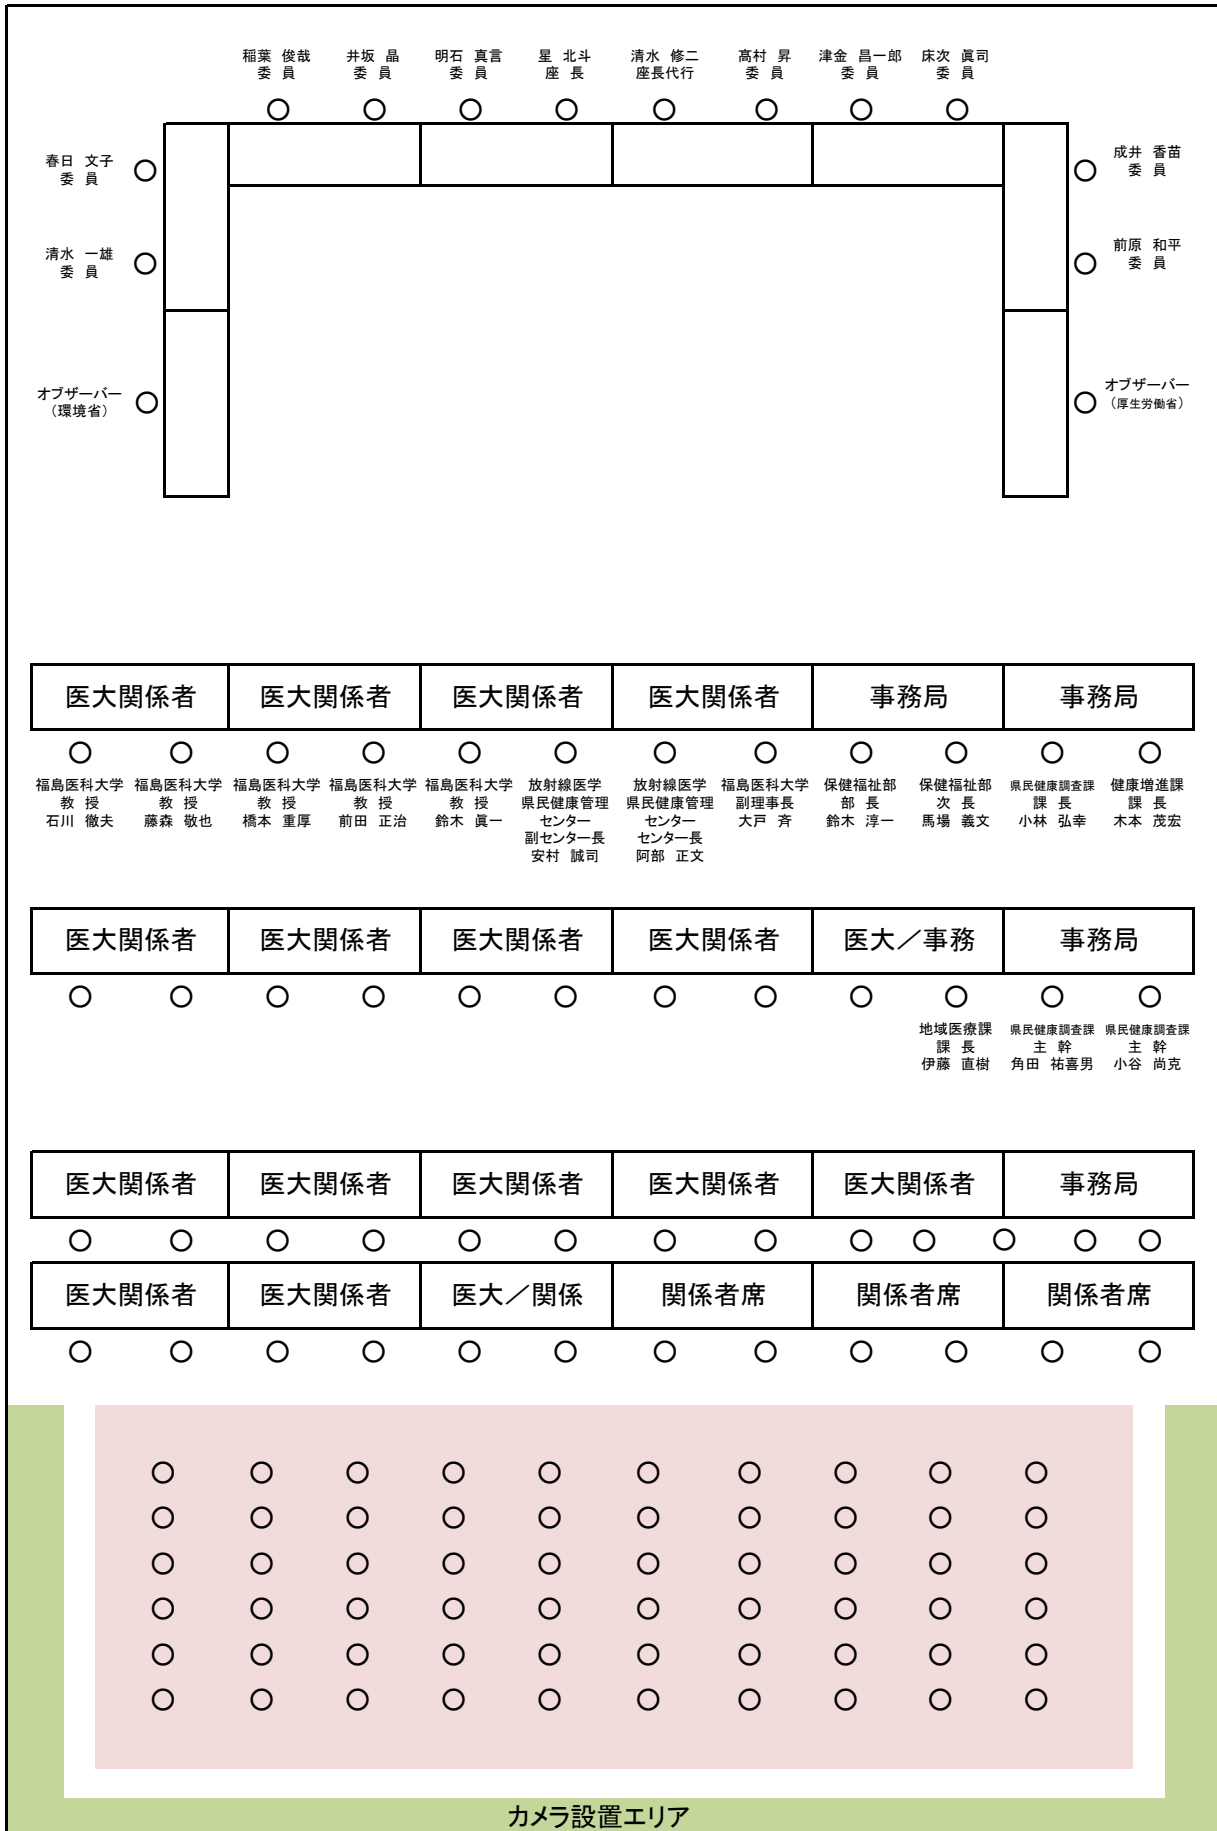 稲葉 俊哉
委 員
井坂 晶
委 員
明石 真言
委 員
星 北斗
座 長
清水 修二
座長代行
髙村 昇
委 員
津金 昌一郎
委 員
床次 眞司
委 員
春日 文子
委 員
成井 香苗
委 員
清水 一雄
委 員
前原 和平
委 員
オブザーバー
（環境省）
オブザーバー
（厚生労働省）
医大関係者
医大関係者
医大関係者
医大関係者
事務局
事務局
福島医科大学
教 授
石川 徹夫
福島医科大学
教 授
藤森 敬也
福島医科大学
教 授
橋本 重厚
福島医科大学
教 授
前田 正治
福島医科大学
教 授
鈴木 眞一
放射線医学
県民健康管理
センター
副センター長
安村 誠司
放射線医学
県民健康管理
センター
センター長
阿部 正文
福島医科大学
副理事長
大戸 斉
保健福祉部
部 長
鈴木 淳一
保健福祉部
次 長
馬場 義文
県民健康調査課
課 長
小林 弘幸
健康増進課
課 長
木本 茂宏
医大関係者
医大関係者
医大関係者
医大関係者
医大／事務
事務局
地域医療課
課 長
伊藤 直樹
県民健康調査課
主 幹
角田 祐喜男
県民健康調査課
主 幹
小谷 尚克
医大関係者
医大関係者
医大関係者
医大関係者
医大関係者
事務局
医大関係者
医大関係者
医大／関係
関係者席
関係者席
関係者席
カメラ設置エリア